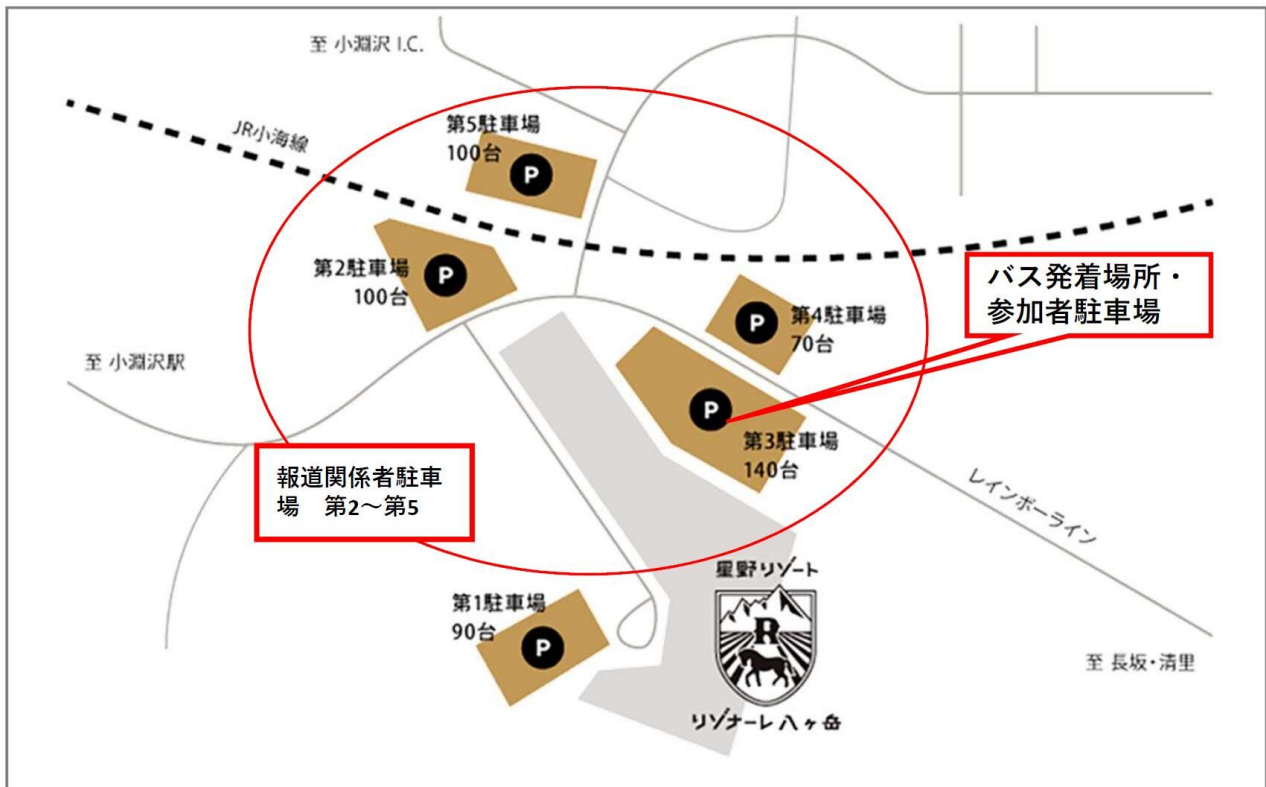 至 小淵沢 I.C.
JR小海線
第5駐車場
100台
P
第2駐車場
100台
P
バス発着場所・
参加者駐車場
第4駐車場
70台
P
至 小淵沢駅
P
第3駐車場
140台
報道関係者駐車
場　第2～第5
レインボーライン
星野リゾート
R
第1駐車場
90台
P
至 長坂・清里
リゾナーレ八ヶ岳